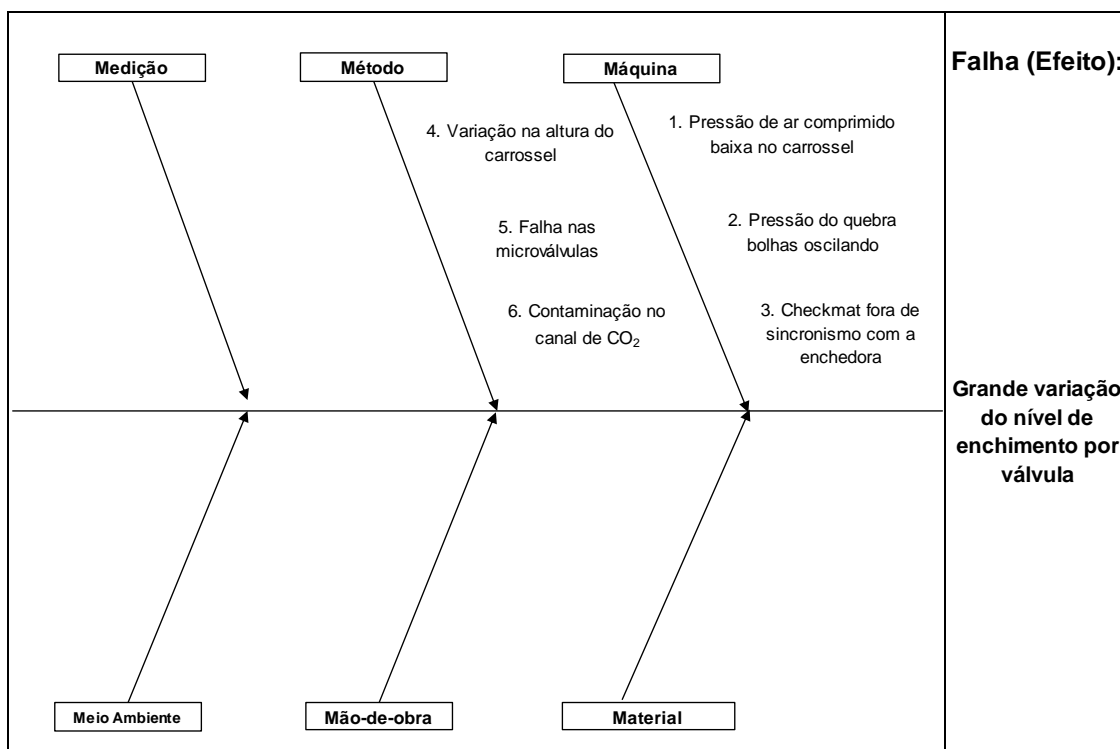 Medição
Método
Máquina
Falha (Efeito):
4. Variação na altura do
carrossel
1. Pressão de ar comprimido
baixa no carrossel
5. Falha nas
microválvulas
2. Pressão do quebra
bolhas oscilando
6. Contaminação no
canal de CO₂
3. Checkmat fora de
sincronismo com a
enchedora
Grande variação
do nível de
enchimento por
válvula
Meio Ambiente
Mão-de-obra
Material